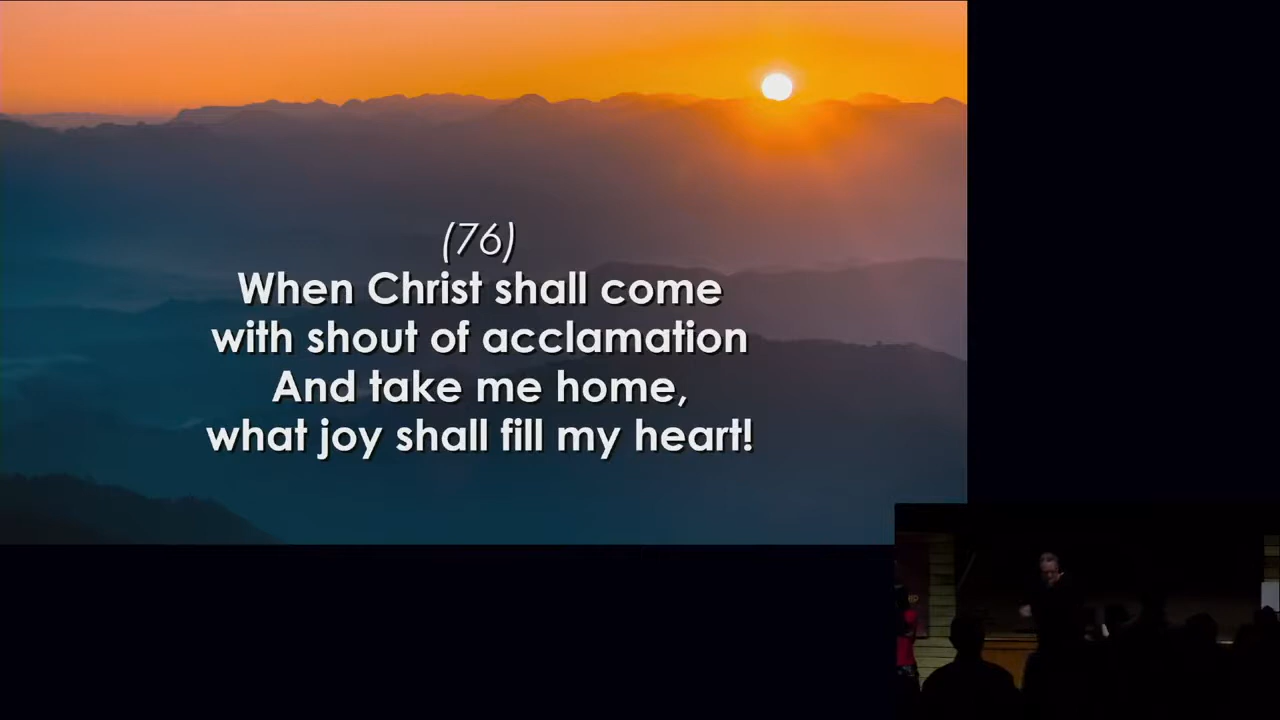 (76)
When Christ shall come
with shout of acclamation
And take me home,
what joy shall fill my heart!